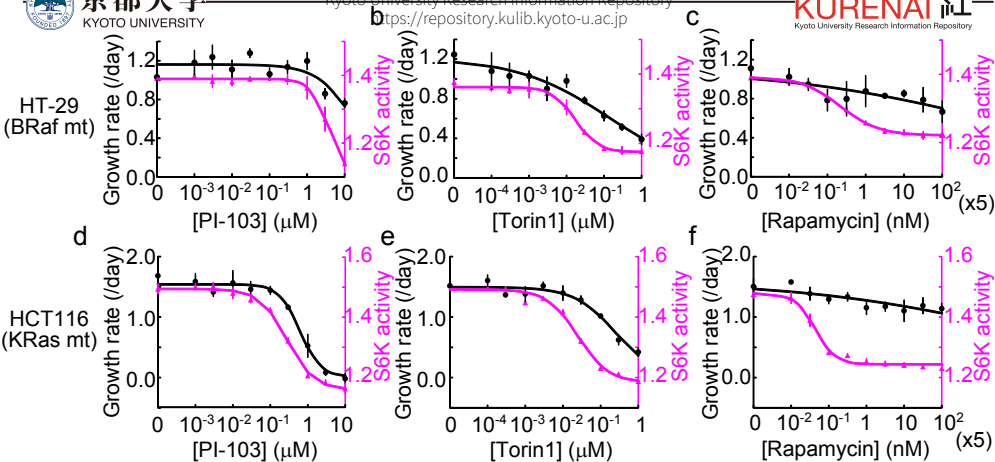 京都大学
KYOTO UNIVERSITY
Kyoto University Research Information Repository
https://repository.kulib.kyoto-u.ac.jp
KURENAI 紅
Kyoto University Research Information Repository
b
c
HT-29
(BRaf mt)
Growth rate (/day)
1.2
0.8
0.4
0.0
0 10⁻³ 10⁻² 10⁻¹ 1 10
[PI-103] (μM)
1.4
1.2
S6K activity
Growth rate (/day)
1.2
0.8
0.4
0.0
0 10⁻⁴ 10⁻³ 10⁻² 10⁻¹ 1
[Torin1] (μM)
1.4
1.2
S6K activity
Growth rate (/day)
1.2
0.8
0.4
0.0
0 10⁻² 10⁻¹ 1 10 10²
(x5)
[Rapamycin] (nM)
1.4
1.2
S6K activity
d
e
f
HCT116
(KRas mt)
Growth rate (/day)
2.0
1.0
0.0
0 10⁻³ 10⁻² 10⁻¹ 1 10
[PI-103] (μM)
1.6
1.4
1.2
S6K activity
Growth rate (/day)
2.0
1.0
0.0
0 10⁻⁴ 10⁻³ 10⁻² 10⁻¹ 1
[Torin1] (μM)
1.6
1.4
1.2
S6K activity
Growth rate (/day)
2.0
1.0
0.0
0 10⁻² 10⁻¹ 1 10 10²
(x5)
[Rapamycin] (nM)
1.6
1.4
1.2
S6K activity